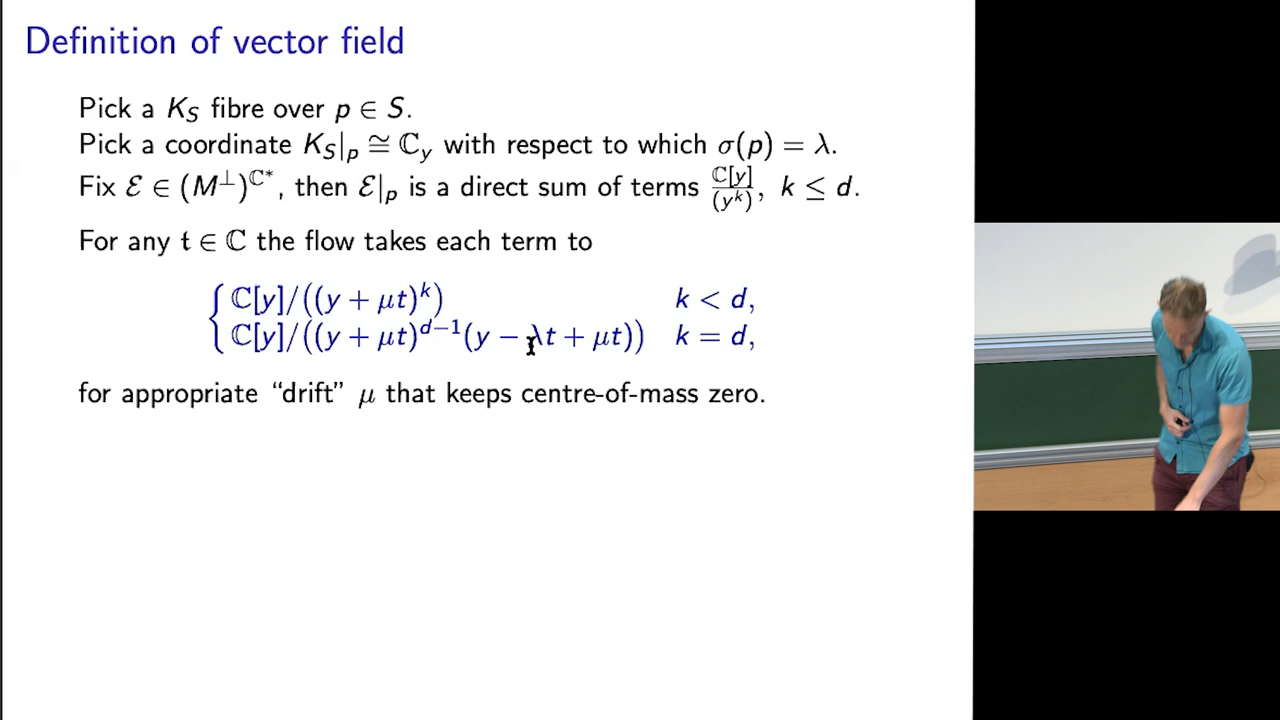 Definition of vector field
Pick a K_S fibre over p ∈ S.
Pick a coordinate K_S|_p ≅ ℂ_y with respect to which σ(p) = λ.
Fix ℰ ∈ (M^⊥)^{ℂ*}, then ℰ|_p is a direct sum of terms ℂ[y]/(y^k), k ≤ d.
For any t ∈ ℂ the flow takes each term to
{ ℂ[y]/((y + μt)^k) k < d,
ℂ[y]/((y + μt)^{d−1}(y − λt + μt)) k = d,
for appropriate “drift” μ that keeps centre-of-mass zero.